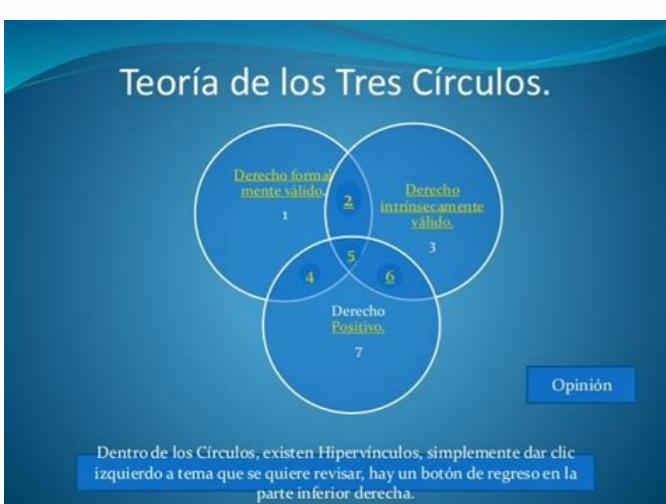 Teoría de los Tres Círculos.
Derecho formal
mente válido.
1
2
Derecho
intrínsecamente
válido.
3
4
5
6
Derecho
Positivo.
7
Opinión
Dentro de los Círculos, existen Hipervínculos, simplemente dar clic
izquierdo a tema que se quiere revisar, hay un botón de regreso en la
parte inferior derecha.